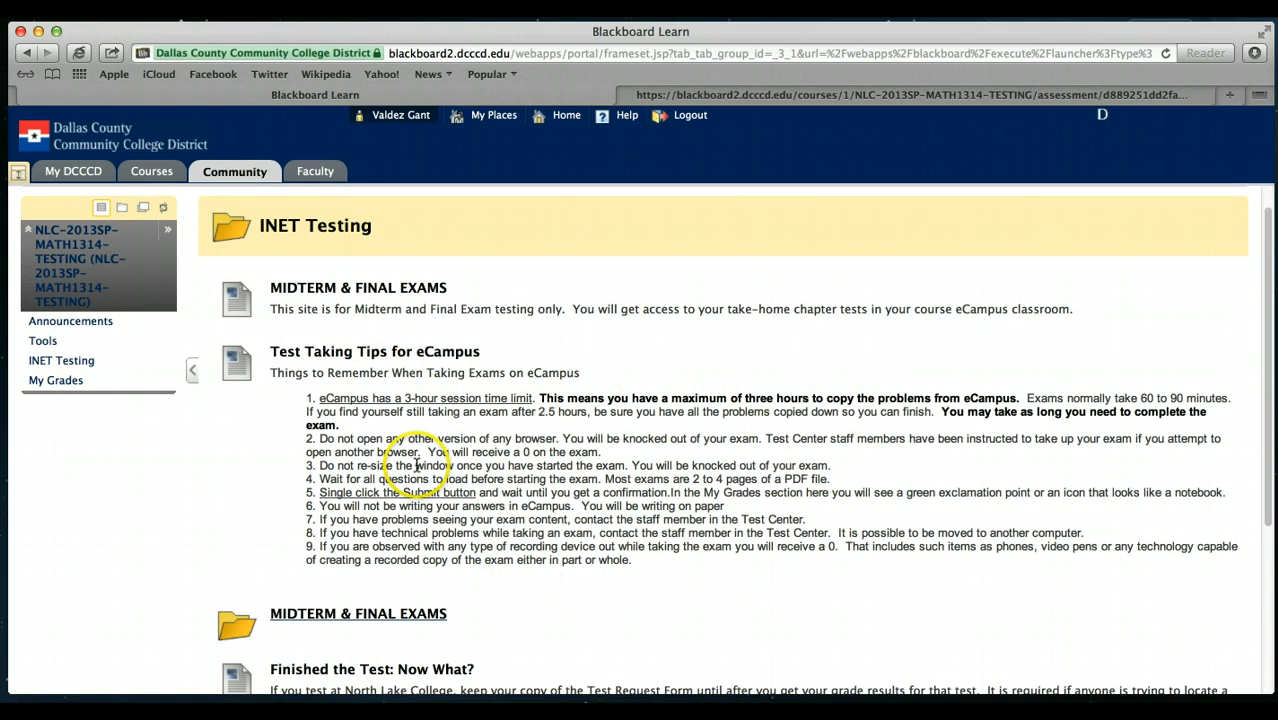 Blackboard Learn
Dallas County Community College District blackboard2.dcccd.edu/webapps/portal/frameset.jsp?tab_tab_group_id=_3_1&url=%2Fwebapps%2Fblackboard%2Fexecute%2Flauncher%3Ftype%3 Reader
Apple iCloud Facebook Twitter Wikipedia Yahoo! News Popular
Blackboard Learn https://blackboard2.dcccd.edu/courses/1/NLC-2013SP-MATH1314-TESTING/assessment/d889251dd2fa...
Valdez Gant My Places Home Help Logout D
Dallas County
Community College District
My DCCCD Courses Community Faculty
NLC-2013SP-
MATH1314-
TESTING (NLC-
2013SP-
MATH1314-
TESTING)
Announcements
Tools
INET Testing
My Grades
INET Testing
MIDTERM & FINAL EXAMS
This site is for Midterm and Final Exam testing only. You will get access to your take-home chapter tests in your course eCampus classroom.
Test Taking Tips for eCampus
Things to Remember When Taking Exams on eCampus
1. eCampus has a 3-hour session time limit. This means you have a maximum of three hours to copy the problems from eCampus. Exams normally take 60 to 90 minutes.
If you find yourself still taking an exam after 2.5 hours, be sure you have all the problems copied down so you can finish. You may take as long you need to complete the
exam.
2. Do not open any other version of any browser. You will be knocked out of your exam. Test Center staff members have been instructed to take up your exam if you attempt to
open another browser. You will receive a 0 on the exam.
3. Do not re-size the window once you have started the exam. You will be knocked out of your exam.
4. Wait for all questions to load before starting the exam. Most exams are 2 to 4 pages of a PDF file.
5. Single click the Submit button and wait until you get a confirmation.In the My Grades section here you will see a green exclamation point or an icon that looks like a notebook.
6. You will not be writing your answers in eCampus. You will be writing on paper
7. If you have problems seeing your exam content, contact the staff member in the Test Center.
8. If you have technical problems while taking an exam, contact the staff member in the Test Center. It is possible to be moved to another computer.
9. If you are observed with any type of recording device out while taking the exam you will receive a 0. That includes such items as phones, video pens or any technology capable
of creating a recorded copy of the exam either in part or whole.
MIDTERM & FINAL EXAMS
Finished the Test: Now What?
If you test at North Lake College, keep your copy of the Test Request Form until after you get your grade results for that test. It is required if anyone is trying to locate a